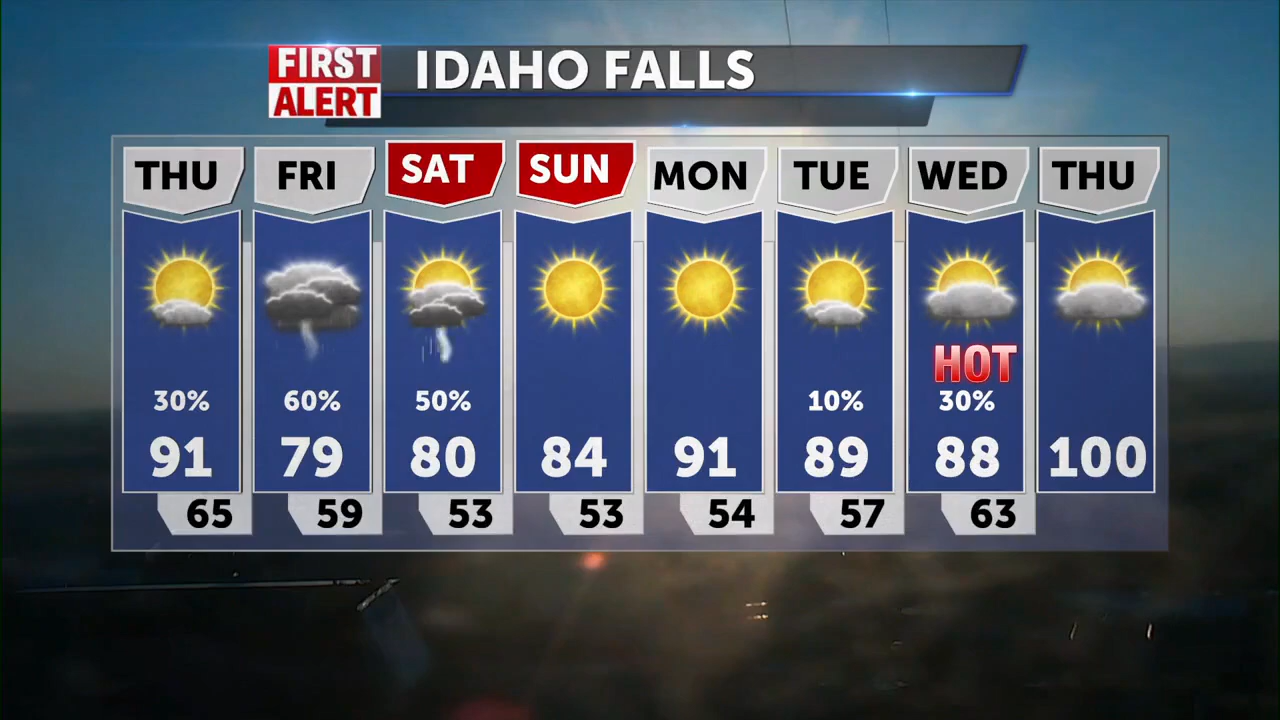 FIRST
ALERT
IDAHO FALLS
THU FRI SAT SUN MON TUE WED THU
HOT
30% 60% 50% 10% 30%
91 79 80 84 91 89 88 100
65 59 53 53 54 57 63